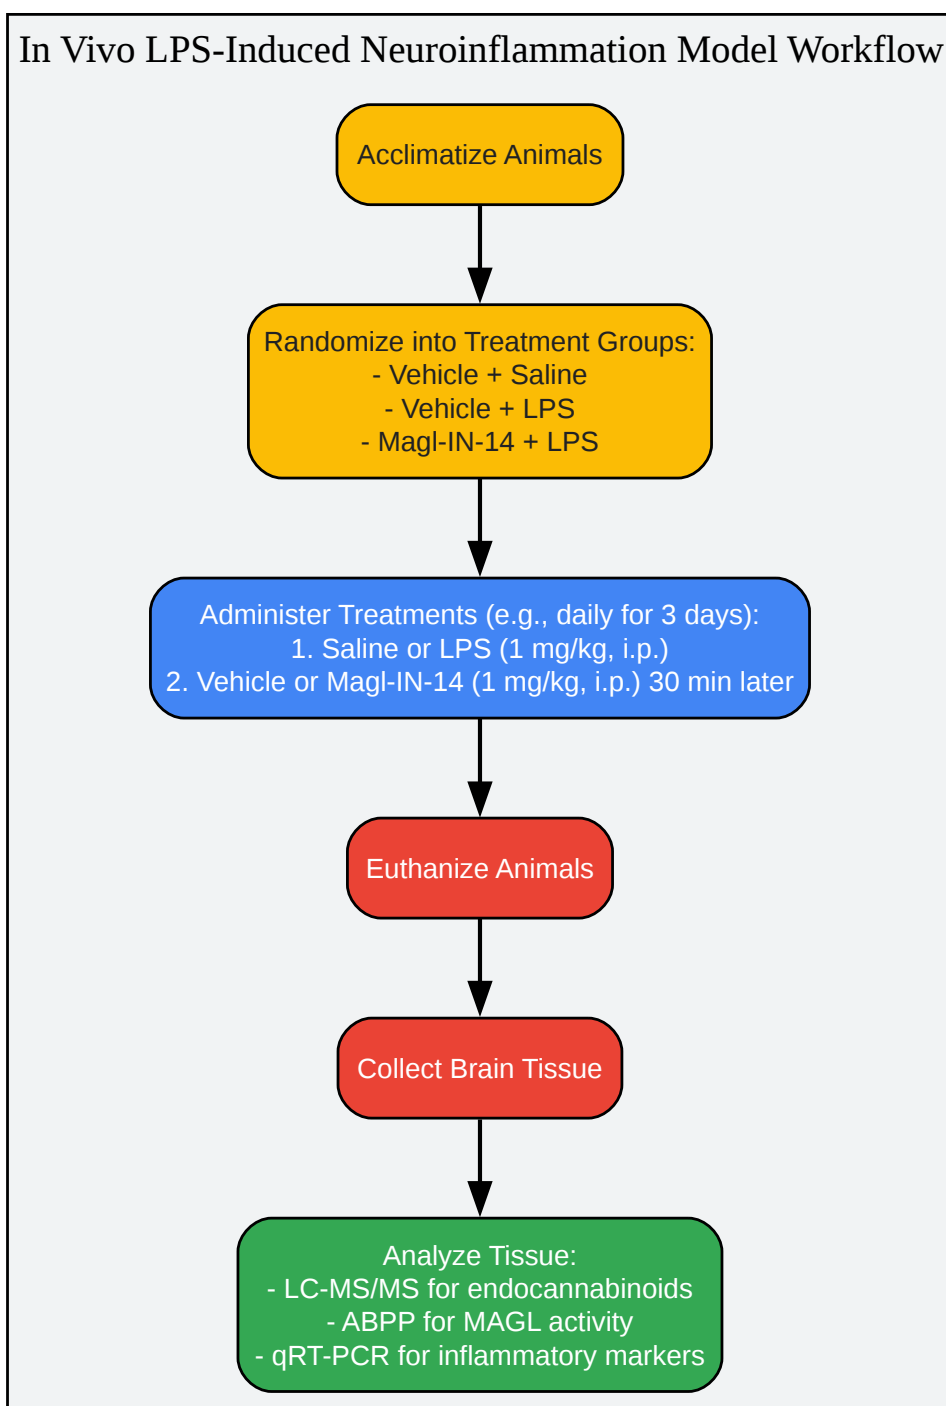 In Vivo LPS-Induced Neuroinflammation Model Workflow
Acclimatize Animals
Randomize into Treatment Groups:
- Vehicle + Saline
- Vehicle + LPS
- Magl-IN-14 + LPS
Administer Treatments (e.g., daily for 3 days):
1. Saline or LPS (1 mg/kg, i.p.)
2. Vehicle or Magl-IN-14 (1 mg/kg, i.p.) 30 min later
Euthanize Animals
Collect Brain Tissue
Analyze Tissue:
- LC-MS/MS for endocannabinoids
- ABPP for MAGL activity
- qRT-PCR for inflammatory markers